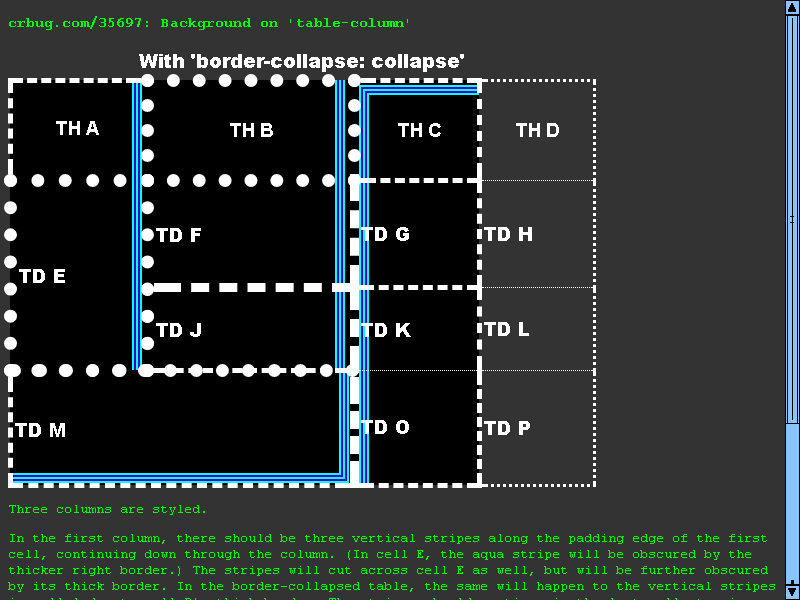 crbug.com/35697: Background on 'table-column'
With 'border-collapse: collapse'
TH A TH B TH C TH D
TD F TD G TD H
TD E
TD J TD K TD L
TD M TD O TD P
Three columns are styled.
In the first column, there should be three vertical stripes along the padding edge of the first
cell, continuing down through the column. (In cell E, the aqua stripe will be obscured by the
thicker right border.) The stripes will cut across cell E as well, but will be further obscured
by its thick border. In the border-collapsed table, the same will happen to the vertical stripes